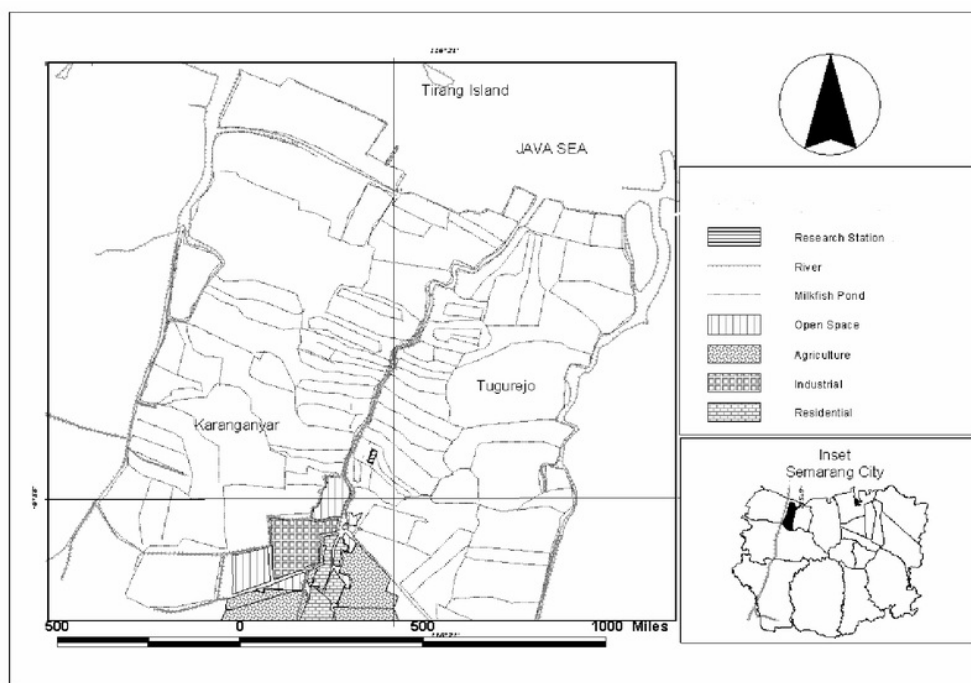 Tirang Island
JAVA SEA
Tugurejo
Karanganyar
500 0 500 1000 Miles
Research Station
River
Milkfish Pond
Open Space
Agriculture
Industrial
Residential
Inset
Semarang City